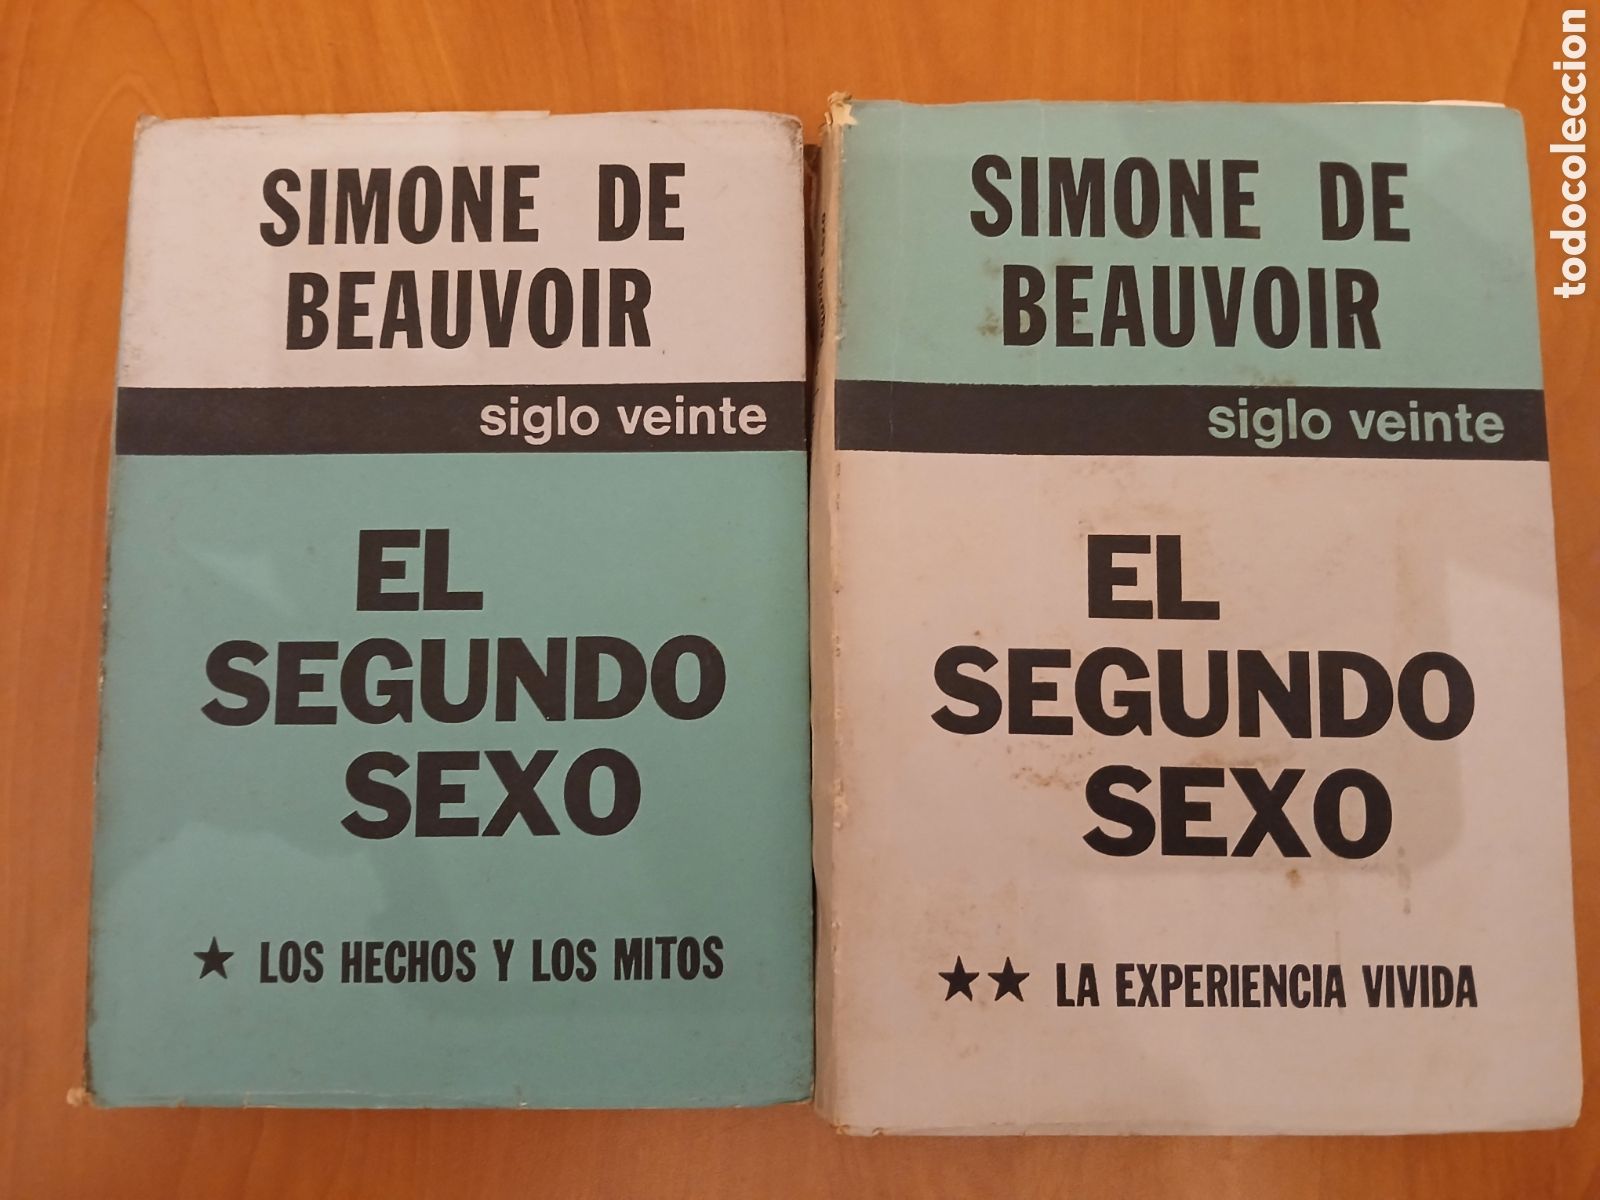 SIMONE DE
BEAUVOIR
siglo veinte
EL
SEGUNDO
SEXO
★ LOS HECHOS Y LOS MITOS
SIMONE DE
BEAUVOIR
siglo veinte
EL
SEGUNDO
SEXO
★★ LA EXPERIENCIA VIVIDA
todocoleccion